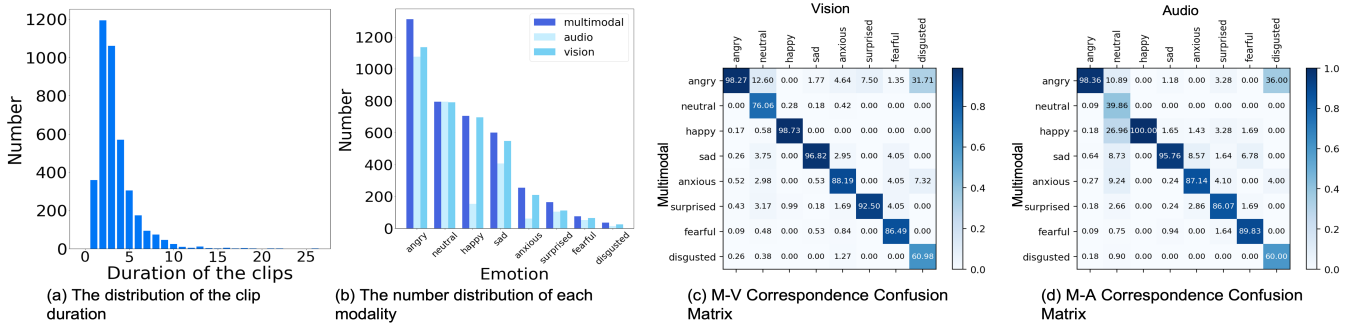 1200
1000
800
600
400
200
0
Number
0 5 10 15 20 25
Duration of the clips
(a) The distribution of the clip
duration
1200
1000
800
600
400
200
0
Number
multimodal
audio
vision
angry neutral happy sad anxious surprised fearful disgusted
Emotion
(b) The number distribution of each
modality
Vision
angry neutral happy sad anxious surprised fearful disgusted
Multimodal
angry 98.27 12.60 0.00 1.77 4.64 7.50 1.35 31.71
neutral 0.00 76.06 0.28 0.18 0.42 0.00 0.00 0.00
happy 0.17 0.58 98.73 0.00 0.00 0.00 0.00 0.00
sad 0.26 3.75 0.00 96.82 2.95 0.00 4.05 0.00
anxious 0.52 2.98 0.00 0.53 88.19 0.00 4.05 7.32
surprised 0.43 3.17 0.99 0.18 1.69 92.50 4.05 0.00
fearful 0.09 0.48 0.00 0.53 0.84 0.00 86.49 0.00
disgusted 0.26 0.38 0.00 0.00 1.27 0.00 0.00 60.98
0.8
0.6
0.4
0.2
0.0
(c) M-V Correspondence Confusion
Matrix
Audio
angry neutral happy sad anxious surprised fearful disgusted
Multimodal
angry 98.36 10.89 0.00 1.18 0.00 3.28 0.00 36.00
neutral 0.09 39.86 0.00 0.00 0.00 0.00 0.00 0.00
happy 0.18 26.96 100.00 1.65 1.43 3.28 1.69 0.00
sad 0.64 8.73 0.00 95.76 8.57 1.64 6.78 0.00
anxious 0.27 9.24 0.00 0.24 87.14 4.10 0.00 4.00
surprised 0.18 2.66 0.00 0.24 2.86 86.07 1.69 0.00
fearful 0.09 0.75 0.00 0.94 0.00 1.64 89.83 0.00
disgusted 0.18 0.90 0.00 0.00 0.00 0.00 0.00 60.00
1.0
0.8
0.6
0.4
0.2
0.0
(d) M-A Correspondence Confusion
Matrix